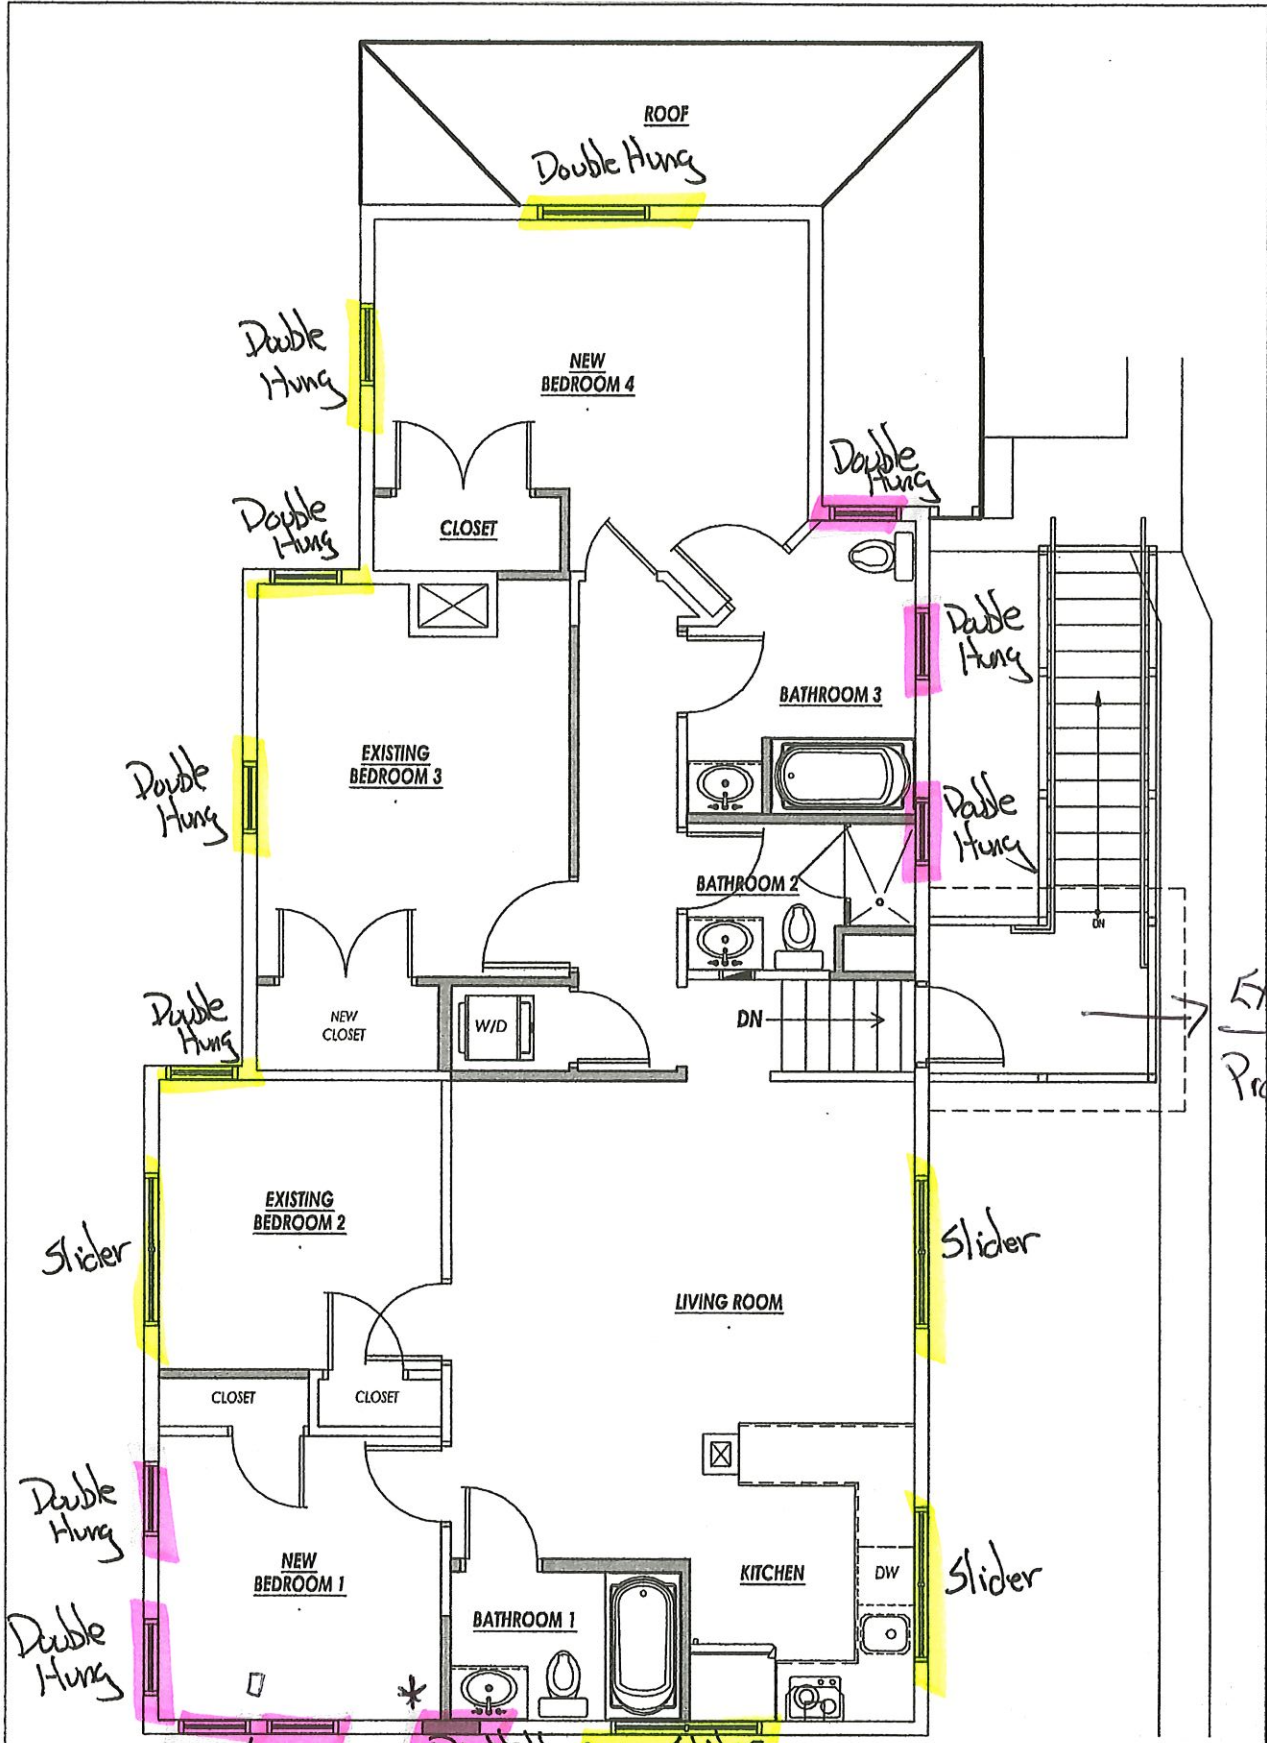 ROOF
Double Hung
Double
Hung
NEW
BEDROOM 4
Double
Hung
Double
Hung
CLOSET
Double
Hung
BATHROOM 3
EXISTING
BEDROOM 3
Double
Hung
Double
Hung
BATHROOM 2
DN
NEW
CLOSET
W/D
DN
Double
Hung
EXISTING
BEDROOM 2
Slider
Slider
LIVING ROOM
CLOSET
CLOSET
Double
Hung
NEW
BEDROOM 1
KITCHEN
DW
Slider
BATHROOM 1
Double
Hung
*